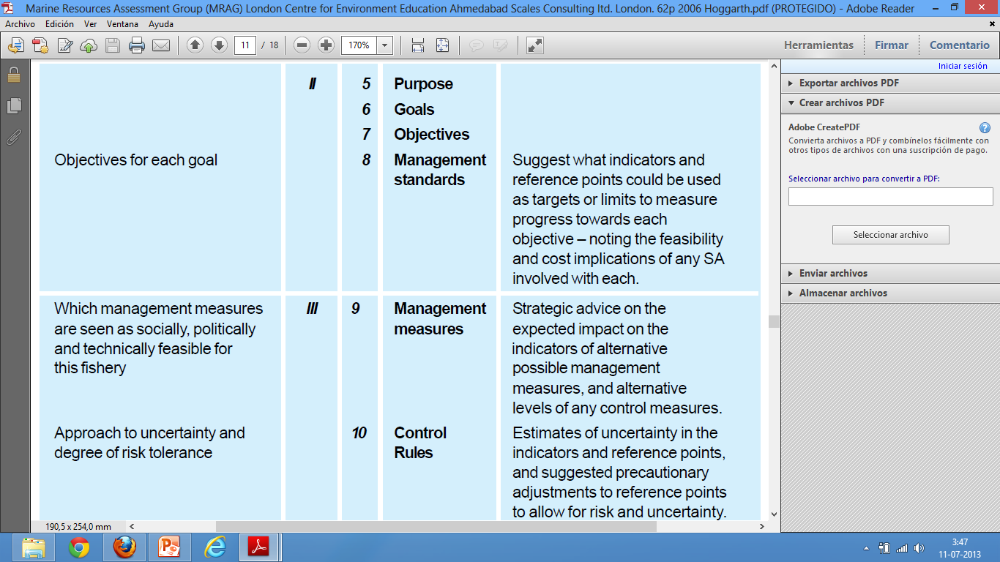 Marine Resources Assessment Group (MRAG) London Centre for Environment Education Ahmedabad Scales Consulting ltd. London. 62p 2006 Hoggarth.pdf (PROTEGIDO) - Adobe Reader
Archivo Edición Ver Ventana Ayuda
11 / 18 170% Herramientas Firmar Comentario
Iniciar sesión
Exportar archivos PDF
Crear archivos PDF
Adobe CreatePDF
Convierta archivos a PDF y combínelos fácilmente con
otros tipos de archivos con una suscripción de pago.
Seleccionar archivo para convertir a PDF:
Seleccionar archivo
Enviar archivos
Almacenar archivos
II 5 Purpose
6 Goals
7 Objectives
Objectives for each goal 8 Management Suggest what indicators and
standards reference points could be used
as targets or limits to measure
progress towards each
objective – noting the feasibility
and cost implications of any SA
involved with each.
Which management measures III 9 Management Strategic advice on the
are seen as socially, politically measures expected impact on the
and technically feasible for indicators of alternative
this fishery possible management
measures, and alternative
levels of any control measures.
Approach to uncertainty and 10 Control Estimates of uncertainty in the
degree of risk tolerance Rules indicators and reference points,
and suggested precautionary
adjustments to reference points
to allow for risk and uncertainty.
190,5 x 254,0 mm
3:47
11-07-2013